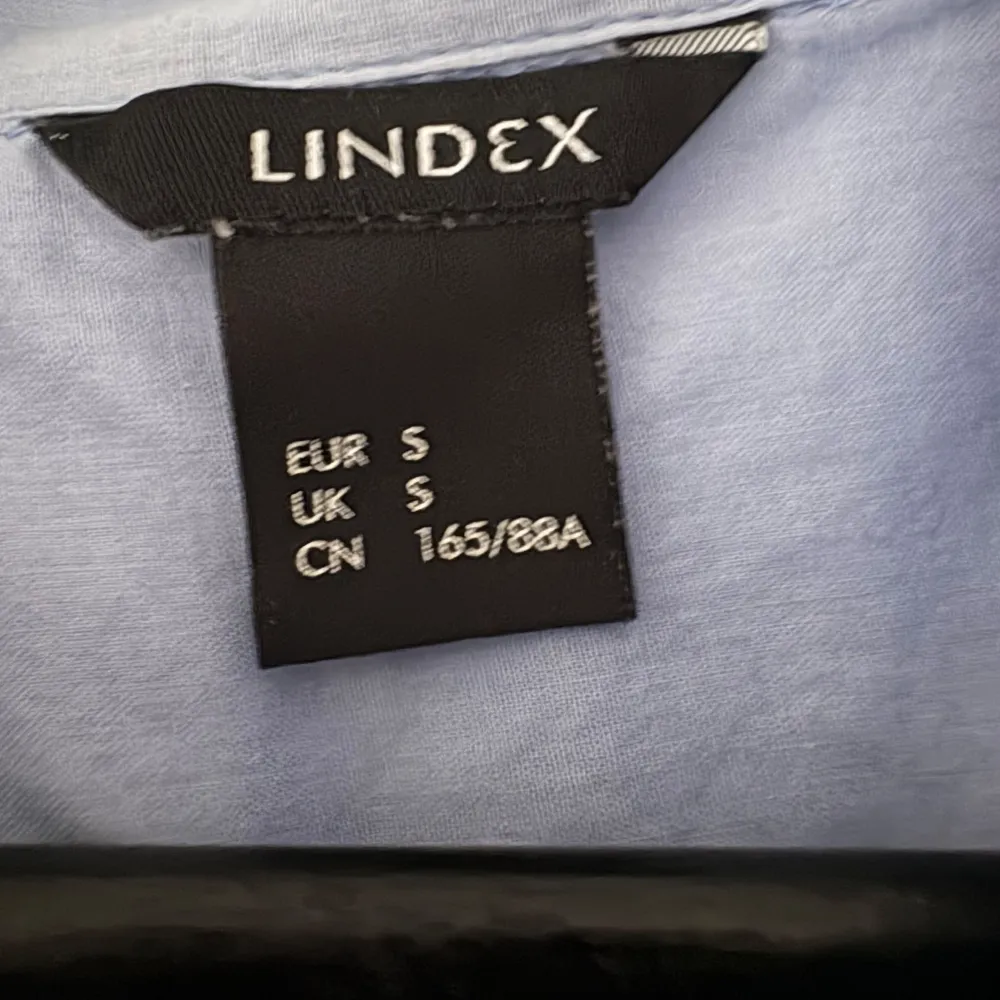 LINDEX
EUR S
UK S
CN 165/88A